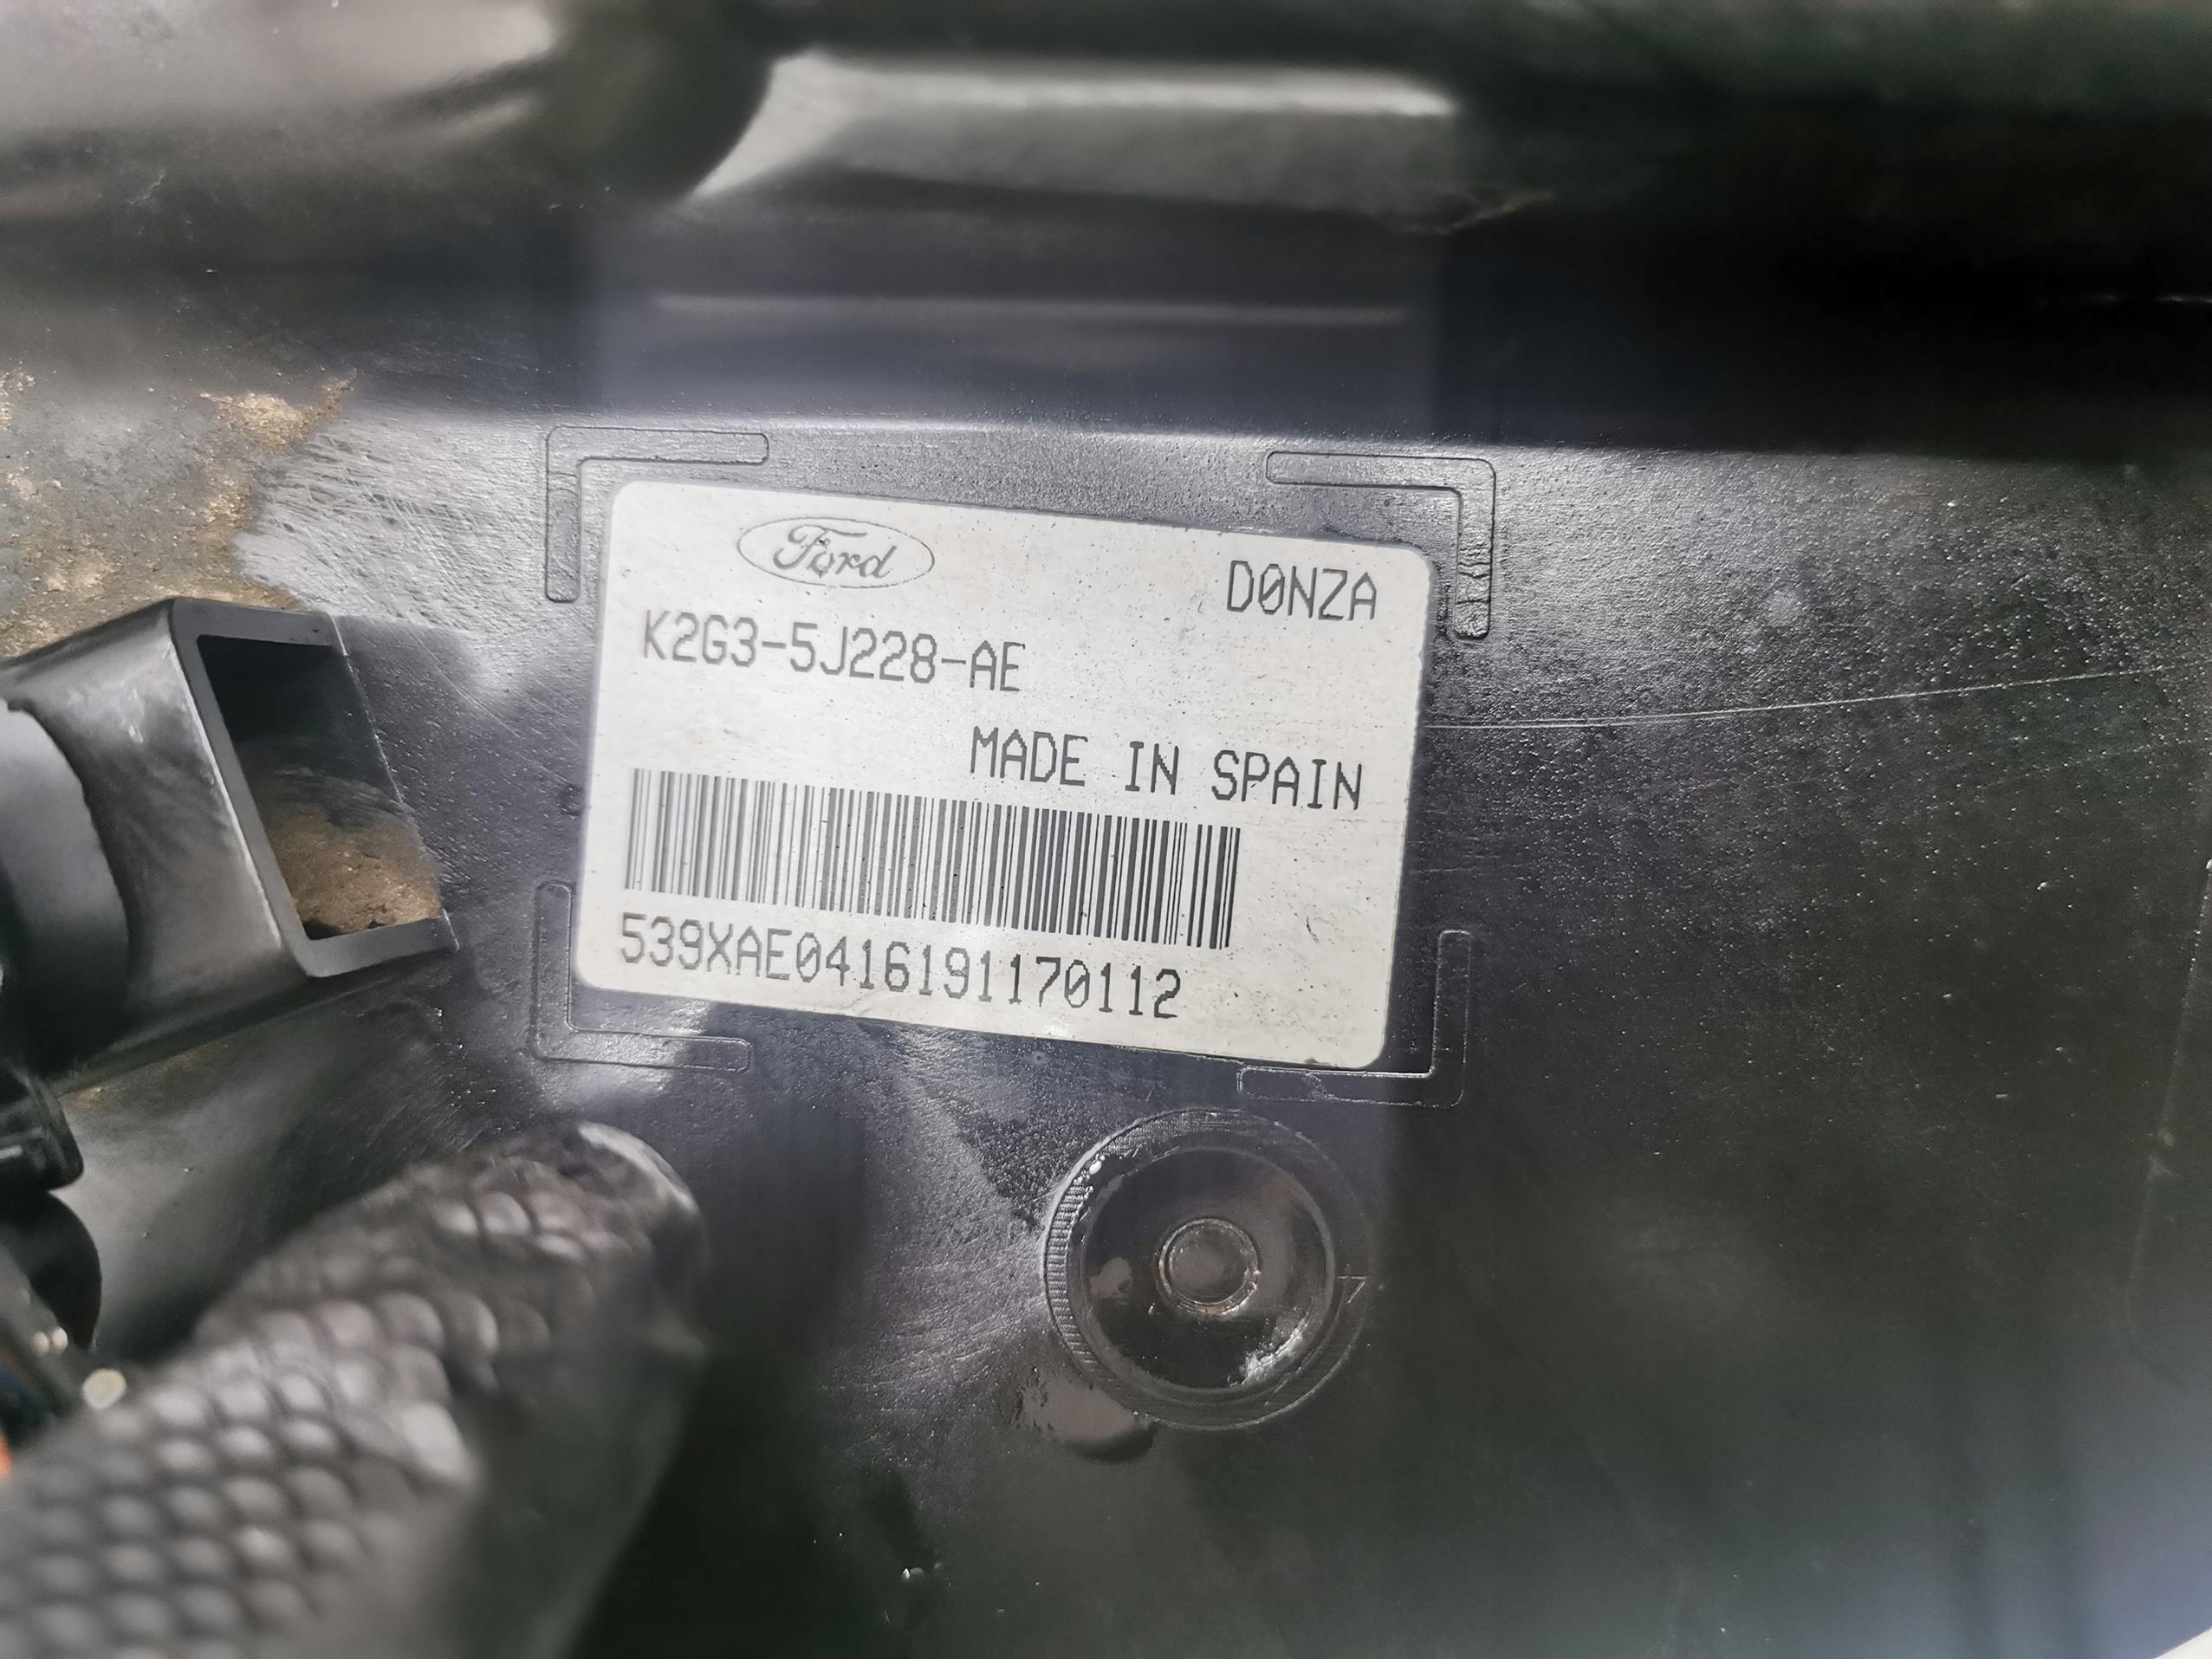 Ford
D0NZA
K2G3-5J228-AE
MADE IN SPAIN
539XAE0416191170112